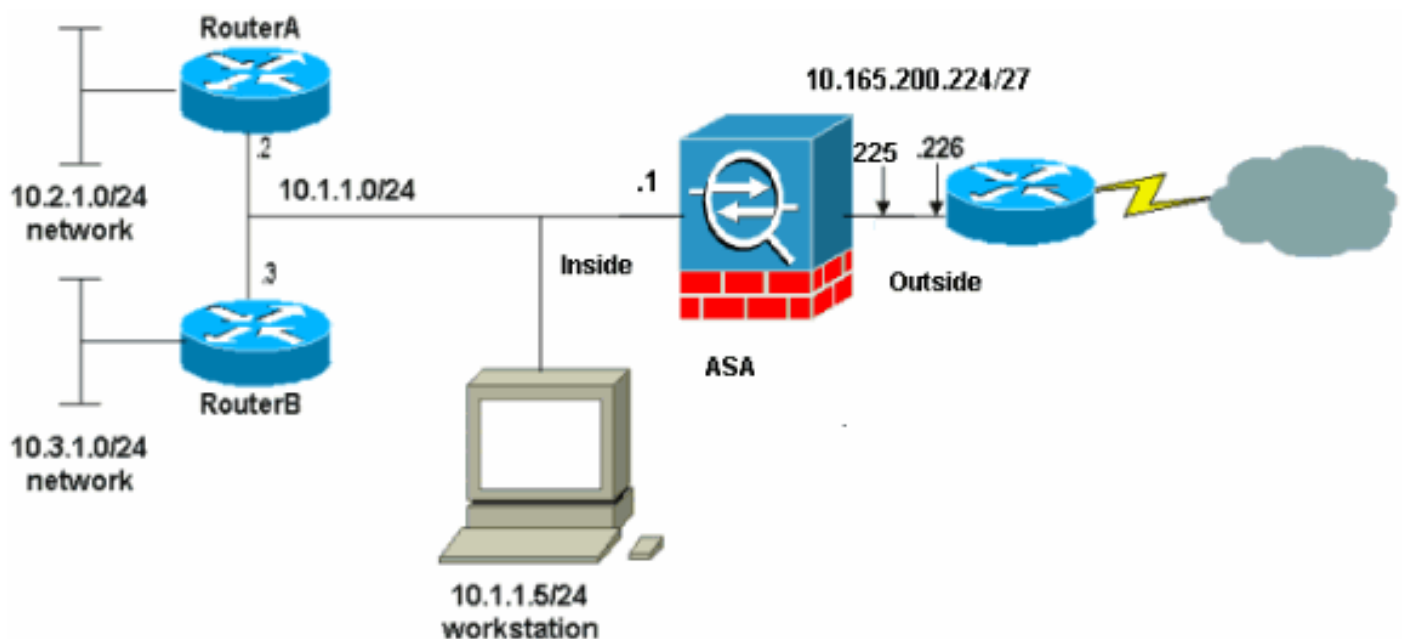 RouterA
10.165.200.224/27
.2
225
.226
10.2.1.0/24
network
10.1.1.0/24
.1
.3
Inside
Outside
ASA
RouterB
10.3.1.0/24
network
10.1.1.5/24
workstation